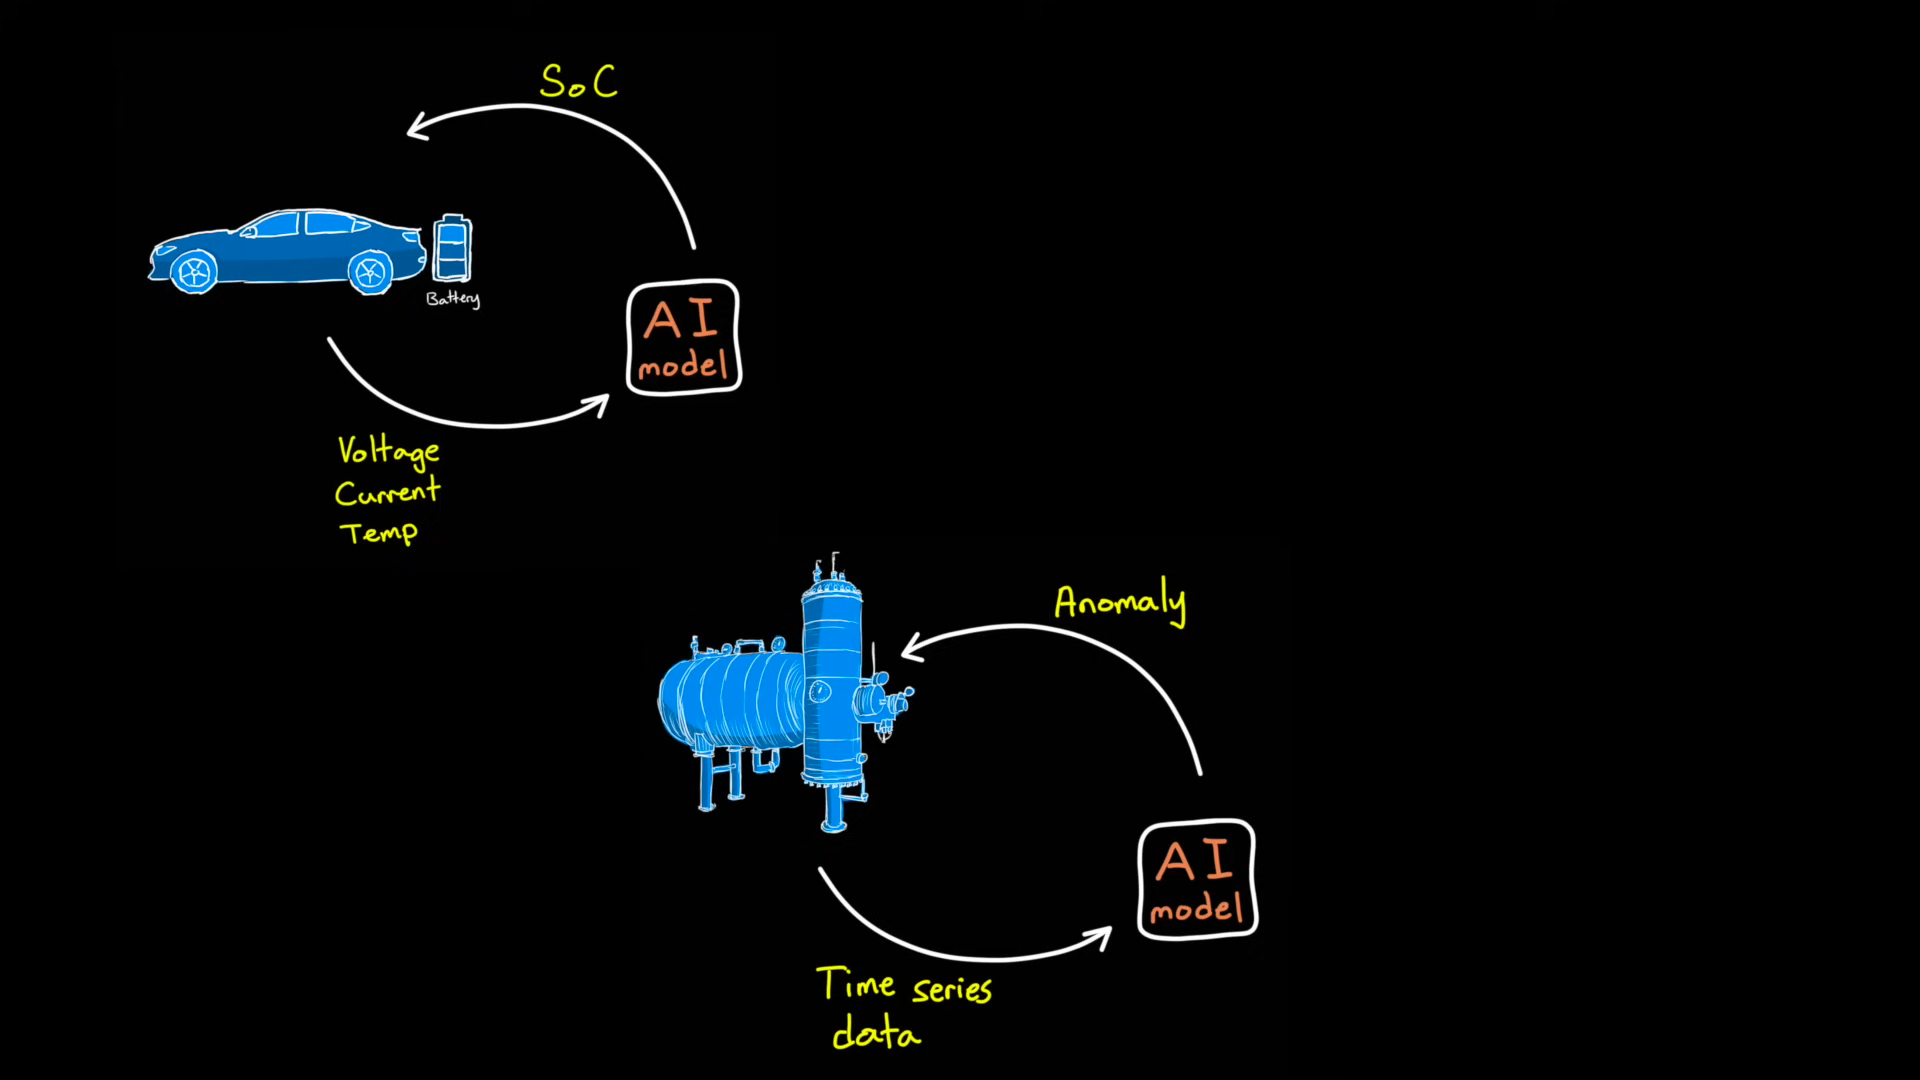 SoC
Battery
AI
model
Voltage
Current
Temp
Anomaly
AI
model
Time series
data